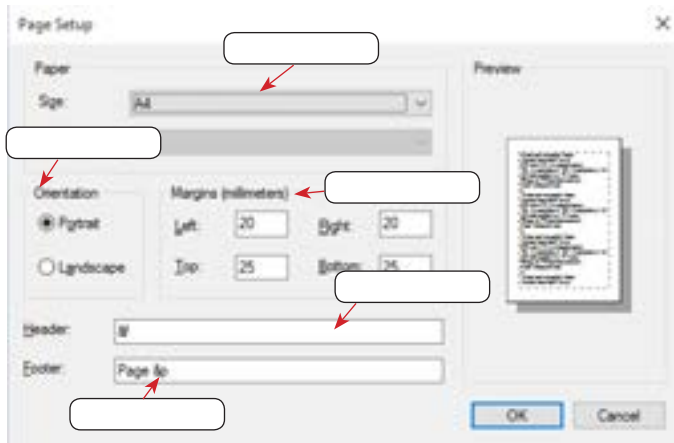 Page Setup
Paper
Preview
Size:
A4
Orientation
Portrait
Landscape
Margins (millimeters)
Left: 20 Right: 20
Top: 25 Bottom: 25
Header:
Footer: Page &p
OK Cancel